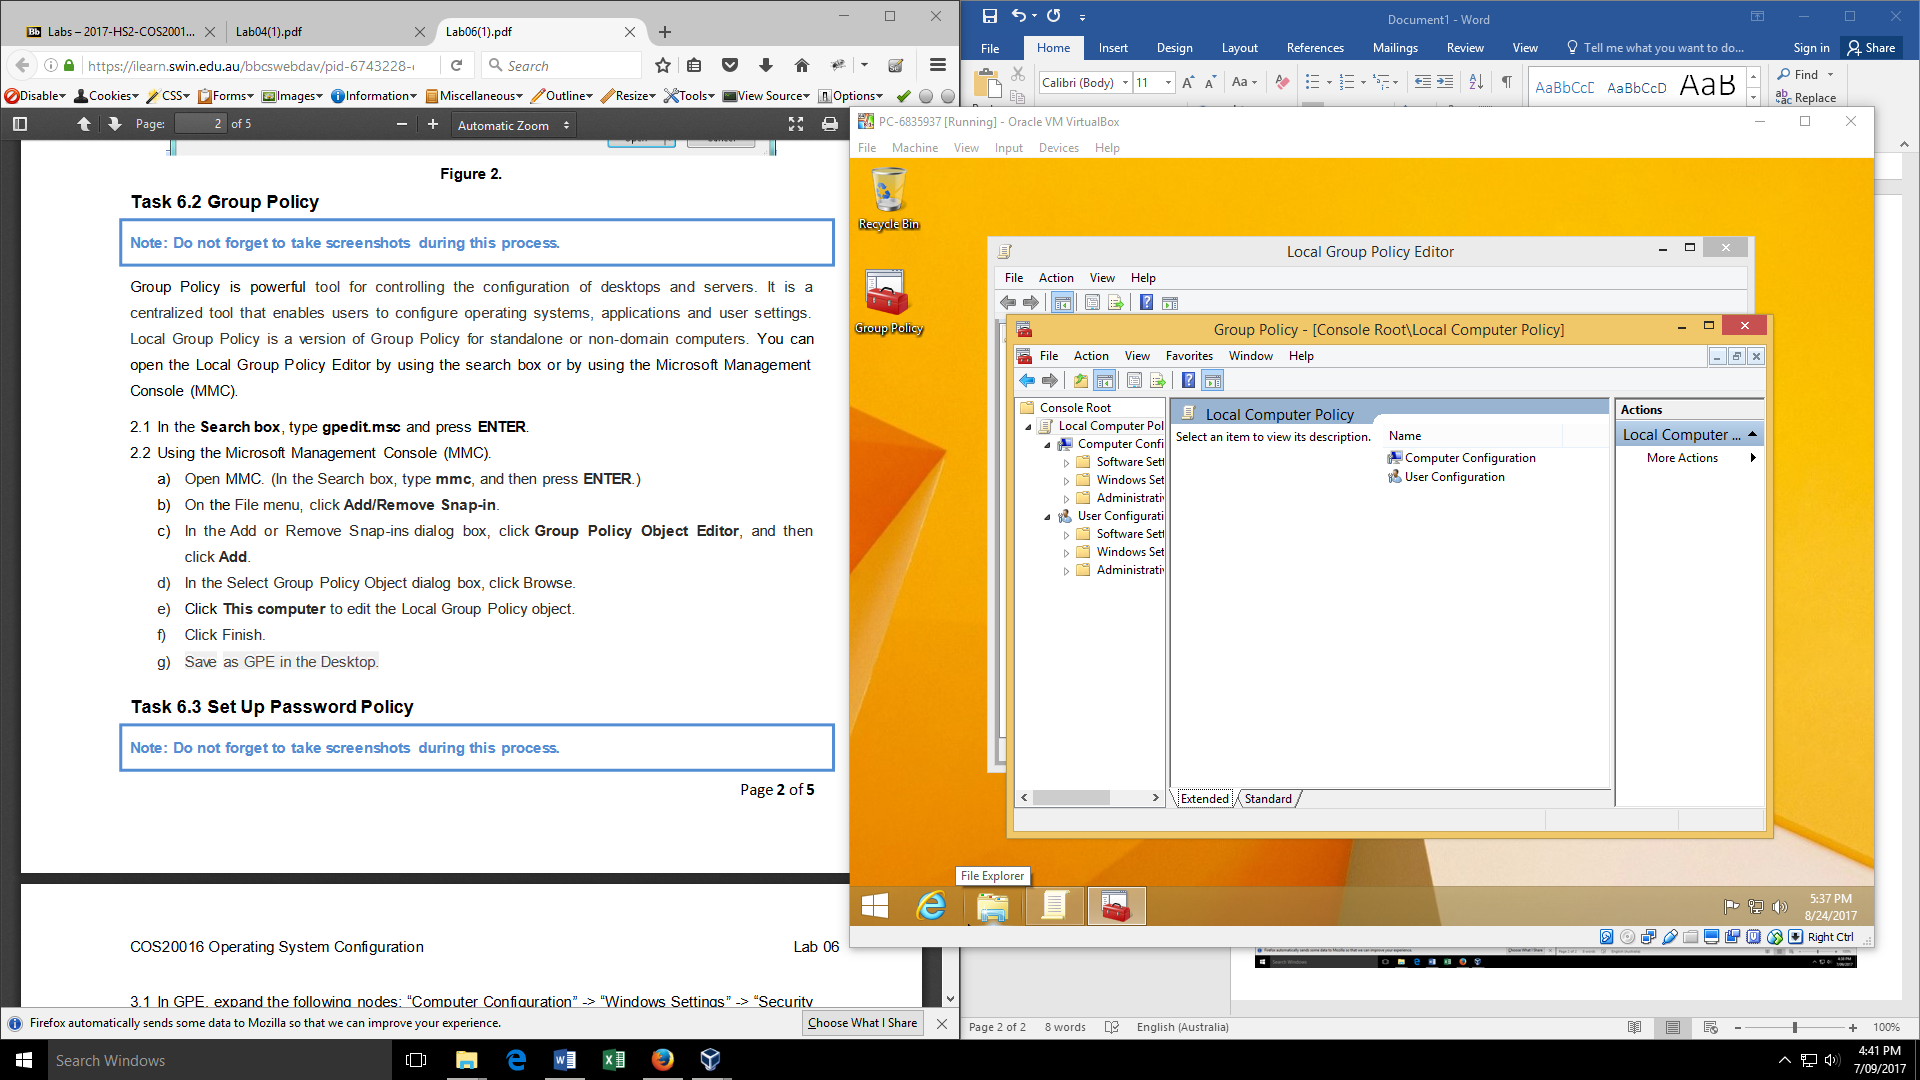 Labs – 2017-HS2-COS2001...
Lab04(1).pdf
Lab06(1).pdf
https://ilearn.swin.edu.au/bbcswebdav/pid-6743228-
Search
Disable Cookies CSS Forms Images Information Miscellaneous Outline Resize Tools View Source Options
Page: 2 of 5
Automatic Zoom
Figure 2.
Task 6.2 Group Policy
Note: Do not forget to take screenshots during this process.
Group Policy is powerful tool for controlling the configuration of desktops and servers. It is a
centralized tool that enables users to configure operating systems, applications and user settings.
Local Group Policy is a version of Group Policy for standalone or non-domain computers. You can
open the Local Group Policy Editor by using the search box or by using the Microsoft Management
Console (MMC).
2.1 In the Search box, type gpedit.msc and press ENTER.
2.2 Using the Microsoft Management Console (MMC).
a) Open MMC. (In the Search box, type mmc, and then press ENTER.)
b) On the File menu, click Add/Remove Snap-in.
c) In the Add or Remove Snap-ins dialog box, click Group Policy Object Editor, and then
click Add.
d) In the Select Group Policy Object dialog box, click Browse.
e) Click This computer to edit the Local Group Policy object.
f) Click Finish.
g) Save as GPE in the Desktop.
Task 6.3 Set Up Password Policy
Note: Do not forget to take screenshots during this process.
Page 2 of 5
COS20016 Operating System Configuration
Lab 06
3.1 In GPE, expand the following nodes: “Computer Configuration” -> “Windows Settings” -> “Security
Firefox automatically sends some data to Mozilla so that we can improve your experience.
Choose What I Share
Document1 - Word
File Home Insert Design Layout References Mailings Review View Tell me what you want to do... Sign in Share
Calibri (Body) 11
AaBbCcDc AaBbCcD AaB
Find
Replace
PC-6835937 [Running] - Oracle VM VirtualBox
File Machine View Input Devices Help
Recycle Bin
Group Policy
Local Group Policy Editor
File Action View Help
Group Policy - [Console Root\Local Computer Policy]
File Action View Favorites Window Help
Console Root
Local Computer Pol
Computer Confi
Software Sett
Windows Set
Administrativ
User Configurati
Software Sett
Windows Set
Administrativ
Local Computer Policy
Select an item to view its description.
Name
Computer Configuration
User Configuration
Extended
Standard
Actions
Local Computer ...
More Actions
File Explorer
5:37 PM
8/24/2017
Right Ctrl
Page 2 of 2
8 words
English (Australia)
100%
Search Windows
4:41 PM
7/09/2017